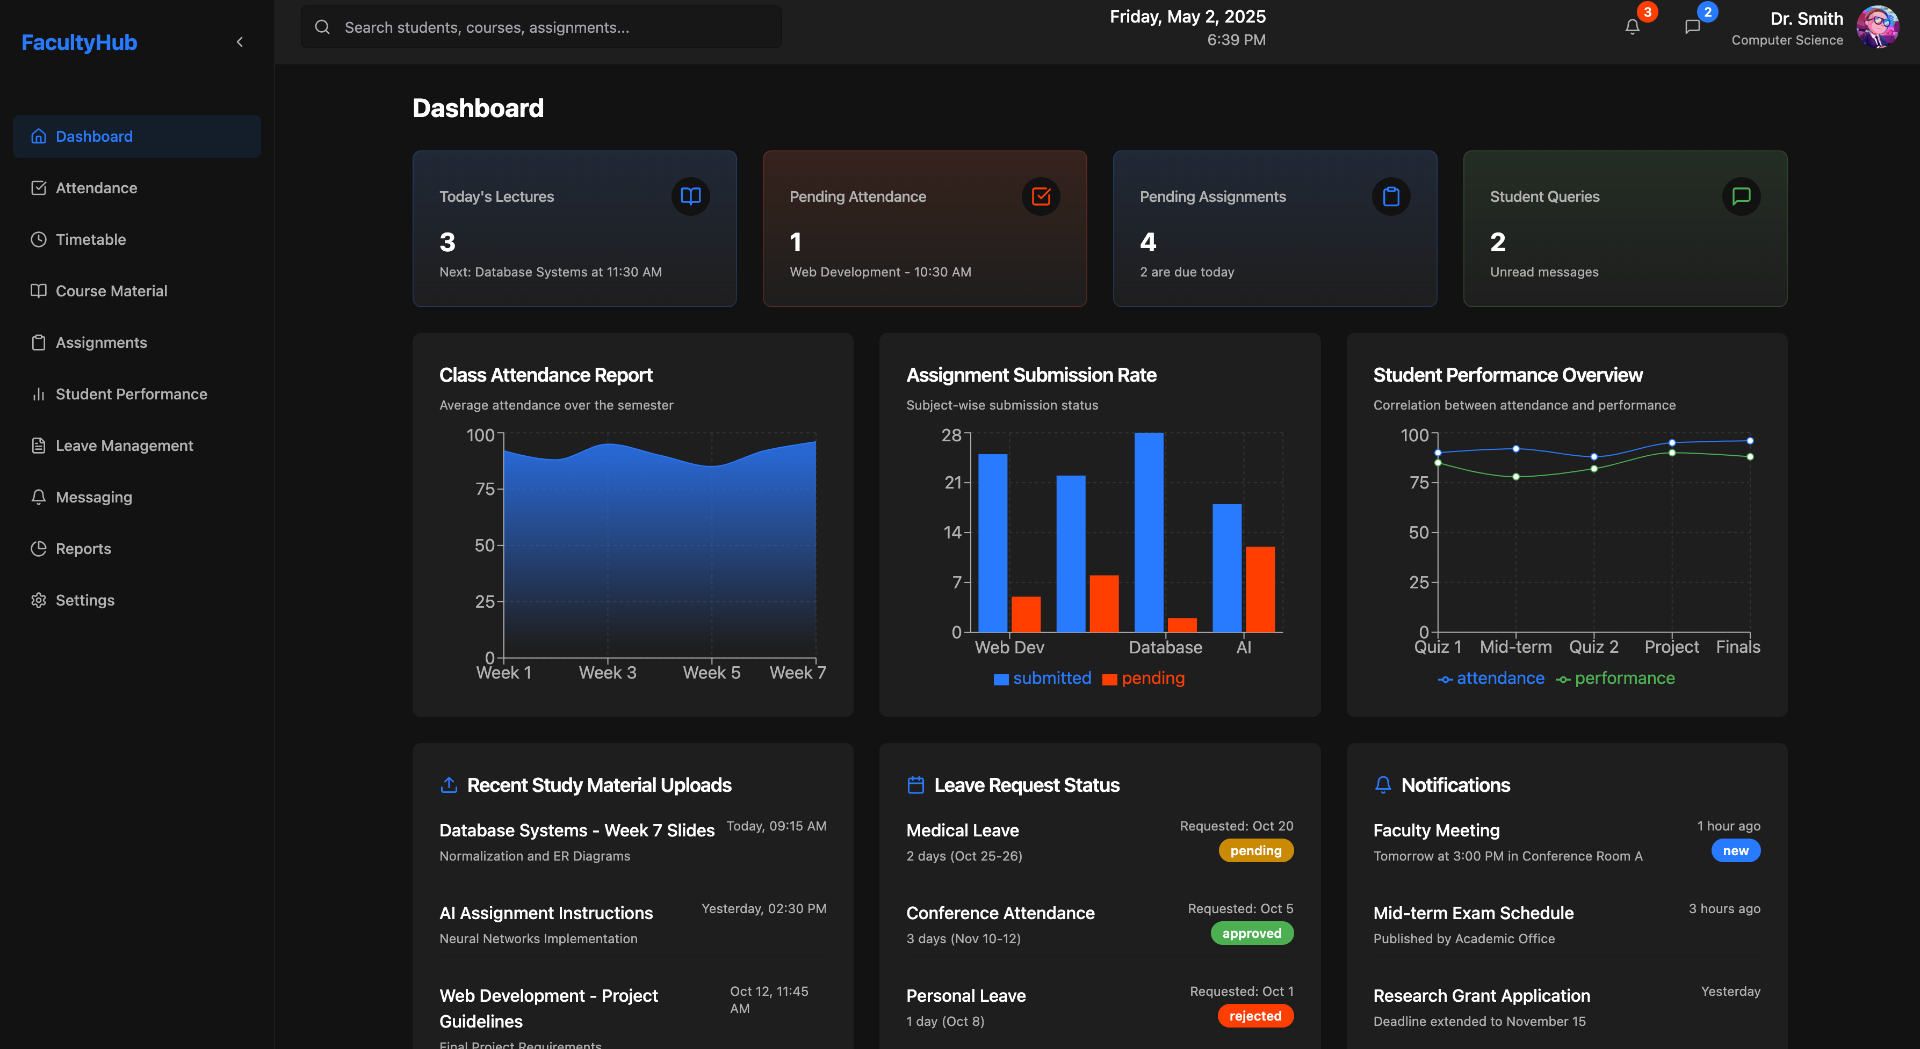 FacultyHub
Search students, courses, assignments...
Friday, May 2, 2025
6:39 PM
3
2
Dr. Smith
Computer Science
Dashboard
Attendance
Timetable
Course Material
Assignments
Student Performance
Leave Management
Messaging
Reports
Settings
Dashboard
Today's Lectures
3
Next: Database Systems at 11:30 AM
Pending Attendance
1
Web Development - 10:30 AM
Pending Assignments
4
2 are due today
Student Queries
2
Unread messages
Class Attendance Report
Average attendance over the semester
100
75
50
25
0
Week 1 Week 3 Week 5 Week 7
Assignment Submission Rate
Subject-wise submission status
28
21
14
7
0
Web Dev Database AI
submitted pending
Student Performance Overview
Correlation between attendance and performance
100
75
50
25
0
Quiz 1 Mid-term Quiz 2 Project Finals
attendance performance
Recent Study Material Uploads
Database Systems - Week 7 Slides Today, 09:15 AM
Normalization and ER Diagrams
AI Assignment Instructions Yesterday, 02:30 PM
Neural Networks Implementation
Web Development - Project Oct 12, 11:45
Guidelines AM
Final Project Requirements
Leave Request Status
Medical Leave Requested: Oct 20
2 days (Oct 25-26) pending
Conference Attendance Requested: Oct 5
3 days (Nov 10-12) approved
Personal Leave Requested: Oct 1
1 day (Oct 8) rejected
Notifications
Faculty Meeting 1 hour ago
Tomorrow at 3:00 PM in Conference Room A new
Mid-term Exam Schedule 3 hours ago
Published by Academic Office
Research Grant Application Yesterday
Deadline extended to November 15